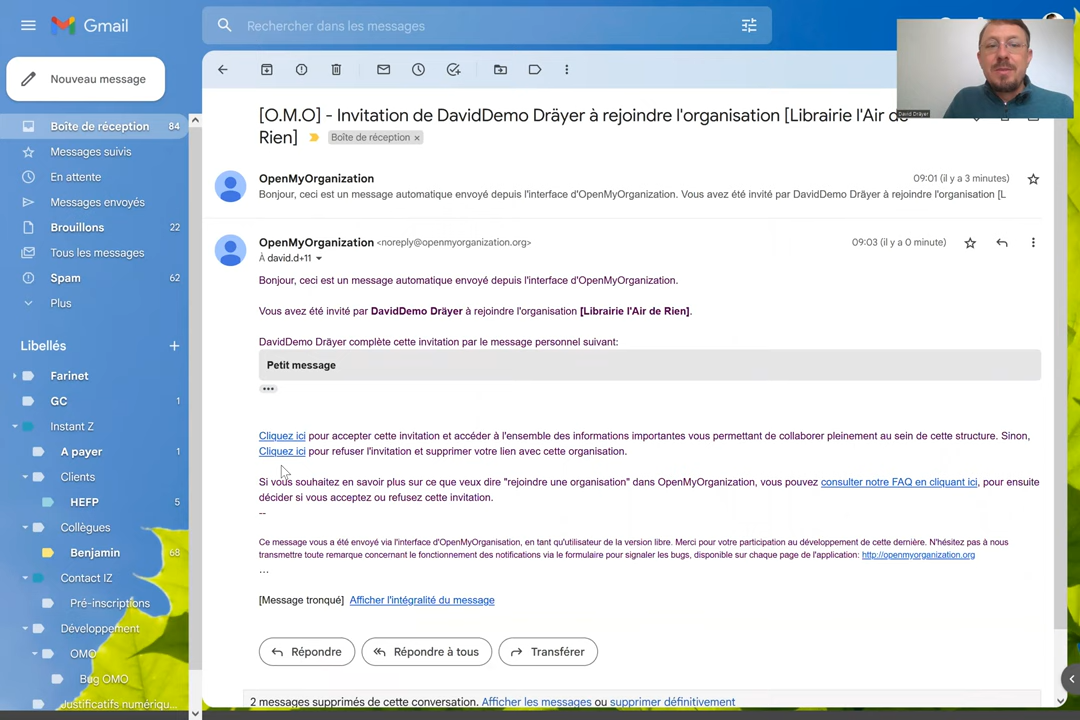 Gmail
Rechercher dans les messages
Nouveau message
Boîte de réception 84
Messages suivis
En attente
Messages envoyés
Brouillons 22
Tous les messages
Spam 62
Plus
Libellés
Farinet
GC 1
Instant Z
A payer 1
Clients
HEFP 5
Collègues
Benjamin 68
Contact IZ
Pré-inscriptions
Développement
OMO
Bug OMO
Justificatifs numériqu...
David Dräyer
[O.M.O] - Invitation de DavidDemo Dräyer à rejoindre l'organisation [Librairie l'Air de
Rien] Boîte de réception ×
OpenMyOrganization 09:01 (il y a 3 minutes)
Bonjour, ceci est un message automatique envoyé depuis l'interface d'OpenMyOrganization. Vous avez été invité par DavidDemo Dräyer à rejoindre l'organisation [L
OpenMyOrganization <noreply@openmyorganization.org> 09:03 (il y a 0 minute)
À david.d+11
Bonjour, ceci est un message automatique envoyé depuis l'interface d'OpenMyOrganization.
Vous avez été invité par DavidDemo Dräyer à rejoindre l'organisation [Librairie l'Air de Rien].
DavidDemo Dräyer complète cette invitation par le message personnel suivant:
Petit message
Cliquez ici pour accepter cette invitation et accéder à l'ensemble des informations importantes vous permettant de collaborer pleinement au sein de cette structure. Sinon,
Cliquez ici pour refuser l'invitation et supprimer votre lien avec cette organisation.
Si vous souhaitez en savoir plus sur ce que veux dire "rejoindre une organisation" dans OpenMyOrganization, vous pouvez consulter notre FAQ en cliquant ici, pour ensuite
décider si vous acceptez ou refusez cette invitation.
--
Ce message vous a été envoyé via l'interface d'OpenMyOrganisation, en tant qu'utilisateur de la version libre. Merci pour votre participation au développement de cette dernière. N'hésitez pas à nous
transmettre toute remarque concernant le fonctionnement des notifications via le formulaire pour signaler les bugs, disponible sur chaque page de l'application: http://openmyorganization.org
...
[Message tronqué] Afficher l'intégralité du message
Répondre Répondre à tous Transférer
2 messages supprimés de cette conversation. Afficher les messages ou supprimer définitivement